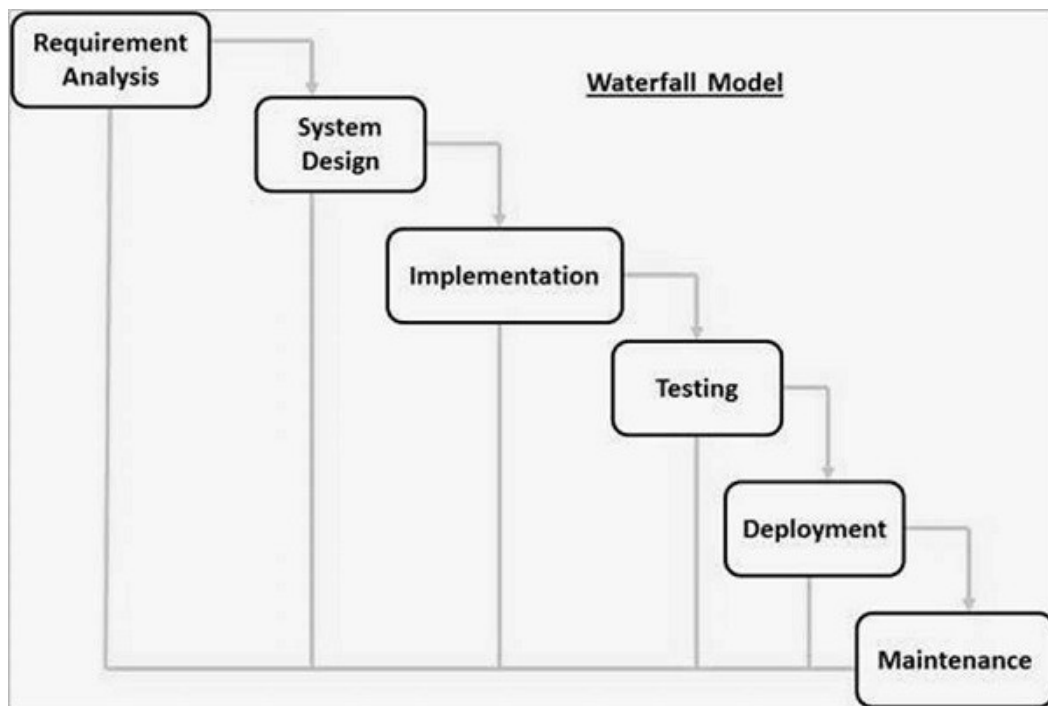 Requirement
Analysis
Waterfall Model
System
Design
Implementation
Testing
Deployment
Maintenance